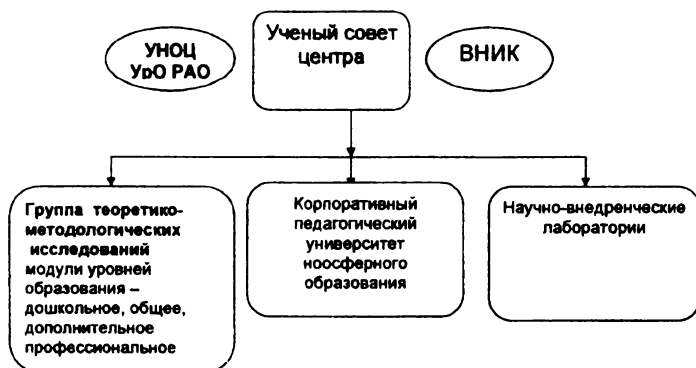 УНОЦ
УрО РАО
Ученый совет
центра
ВНИК
Группа теоретико-
методологических
исследований
модули уровней
образования –
дошкольное, общее,
дополнительное
профессиональное
Корпоративный
педагогический
университет
ноосферного
образования
Научно-внедренческие
лаборатории